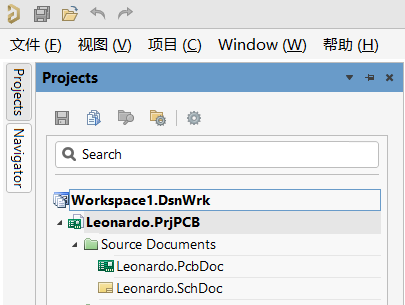 文件 (F) 视图 (V) 项目 (C) Window (W) 帮助 (H)
Projects
Navigator
Projects
Search
Workspace1.DsnWrk
Leonardo.PrjPCB
Source Documents
Leonardo.PcbDoc
Leonardo.SchDoc